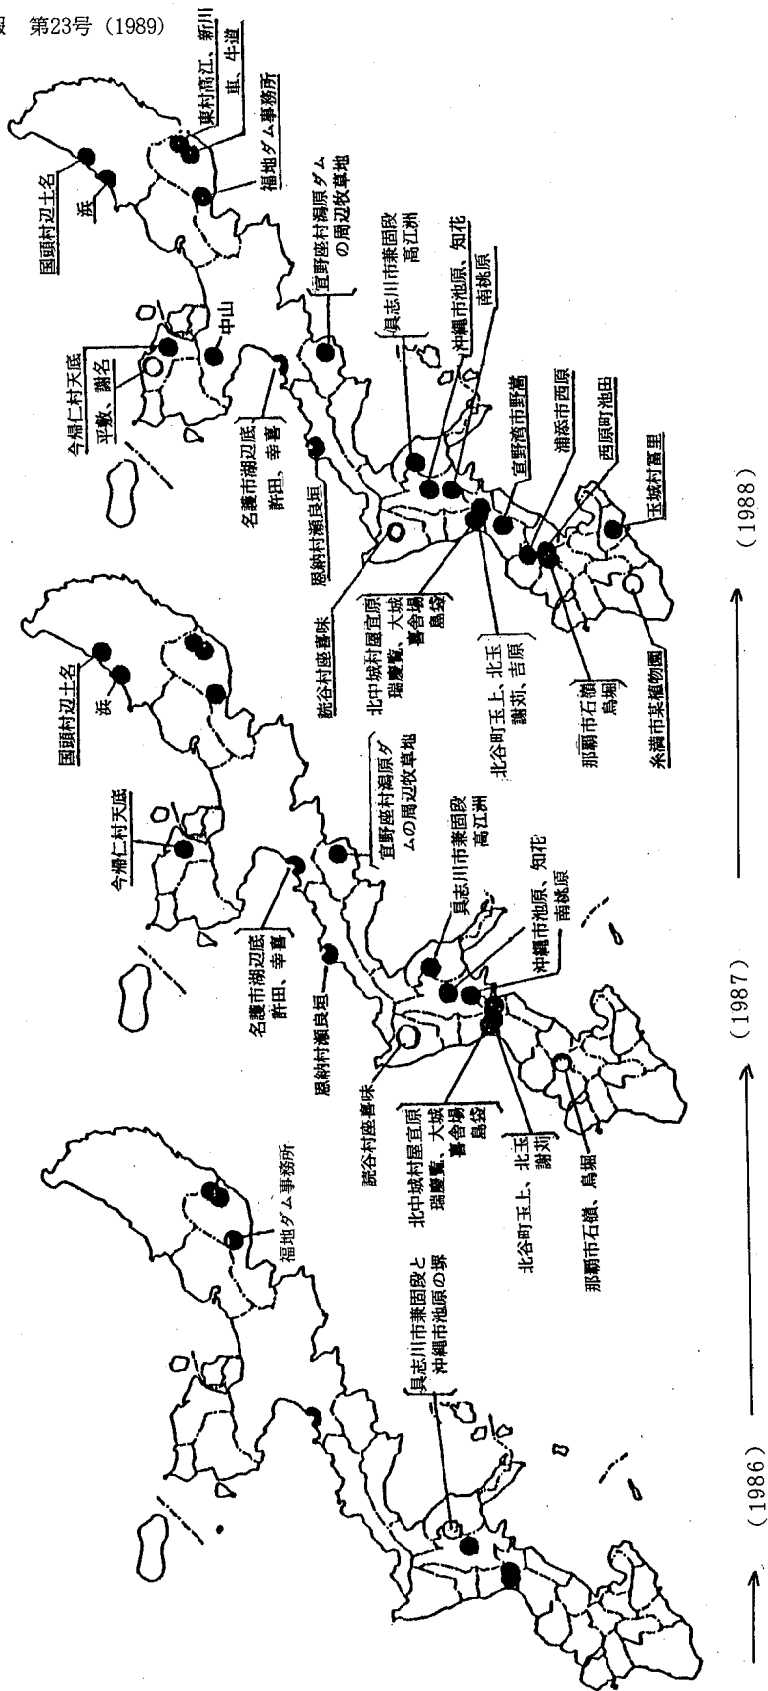 報　第23号 (1989)
国頭村辺土名
浜
東村高江、新川
車、牛道
福地ダム事務所
今帰仁村天底
平敷、謝名
中山
名護市湖辺底
許田、幸喜
恩納村瀬良垣
宜野座村潟原ダム
の周辺牧草地
具志川市兼固段
高江洲
沖縄市池原、知花
南桃原
読谷村座喜味
北中城村屋宜原
瑞慶覧、大城
喜舎場
島袋
北谷町玉上、北玉
謝苅、吉原
宜野湾市野嵩
浦添市西原
西原町池田
那覇市石嶺
鳥堀
糸満市某植物園
玉城村冨里
(1988)
国頭村辺土名
浜
今帰仁村天底
名護市湖辺底
許田、幸喜
恩納村瀬良垣
宜野座村潟原ダ
ムの周辺牧草地
具志川市兼固段
高江洲
沖縄市池原、知花
南桃原
読谷村座喜味
北中城村屋宜原
瑞慶覧、大城
喜舎場
島袋
北谷町玉上、北玉
謝苅
那覇市石嶺、鳥堀
(1987)
福地ダム事務所
具志川市兼固段と
沖縄市池原の堺
(1986)